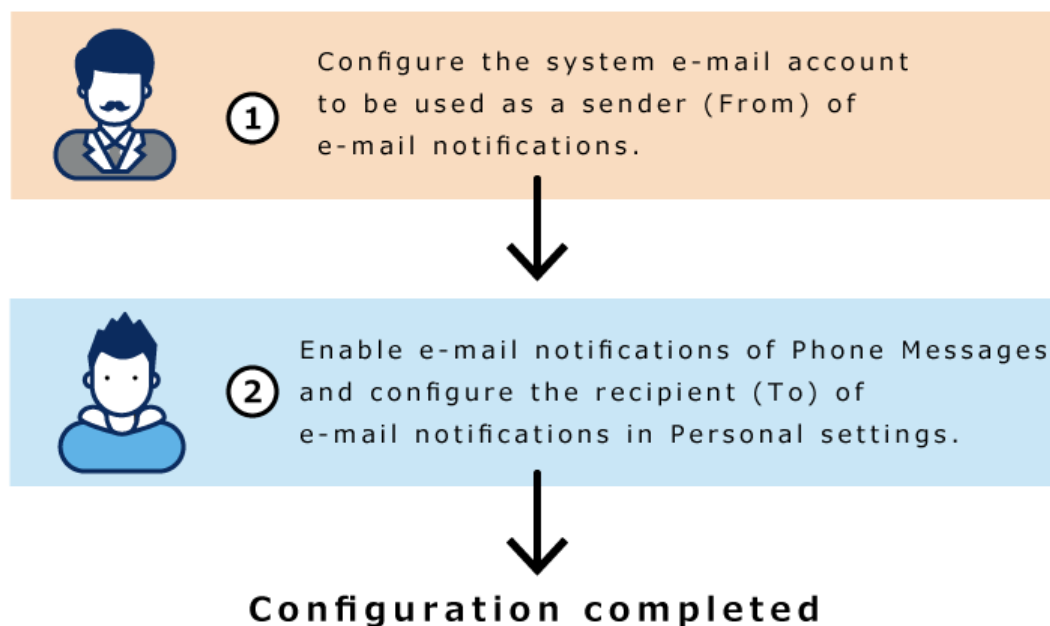 Configure the system e-mail account
1
to be used as a sender (From) of
e-mail notifications.
Enable e-mail notifications of Phone Messages
2
and configure the recipient (To) of
e-mail notifications in Personal settings.
Configuration completed